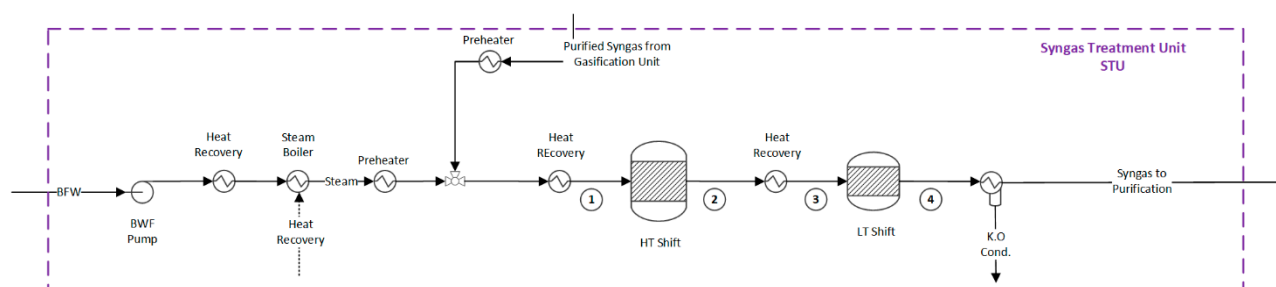 Preheater
Purified Syngas from
Gasification Unit
Syngas Treatment Unit
STU
Heat
Recovery
Steam
Boiler
Preheater
Heat
REcovery
Heat
Recovery
BFW
Steam
1
2
3
4
Syngas to
Purification
BWF
Pump
Heat
Recovery
HT Shift
LT Shift
K.O
Cond.